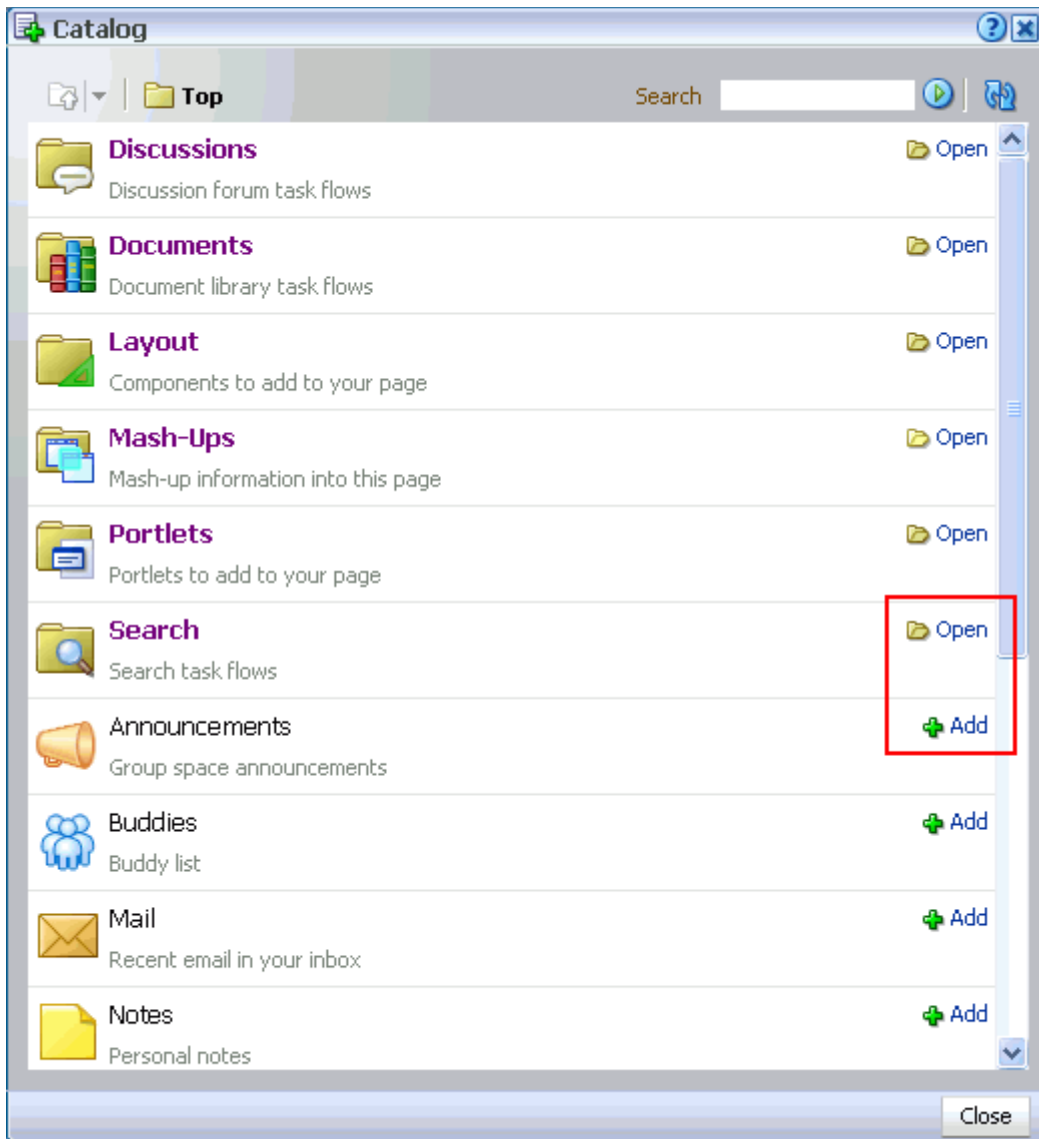 Catalog
Top Search
Discussions Open
Discussion forum task flows
Documents Open
Document library task flows
Layout Open
Components to add to your page
Mash-Ups Open
Mash-up information into this page
Portlets Open
Portlets to add to your page
Search Open
Search task flows
Announcements Add
Group space announcements
Buddies Add
Buddy list
Mail Add
Recent email in your inbox
Notes Add
Personal notes
Close